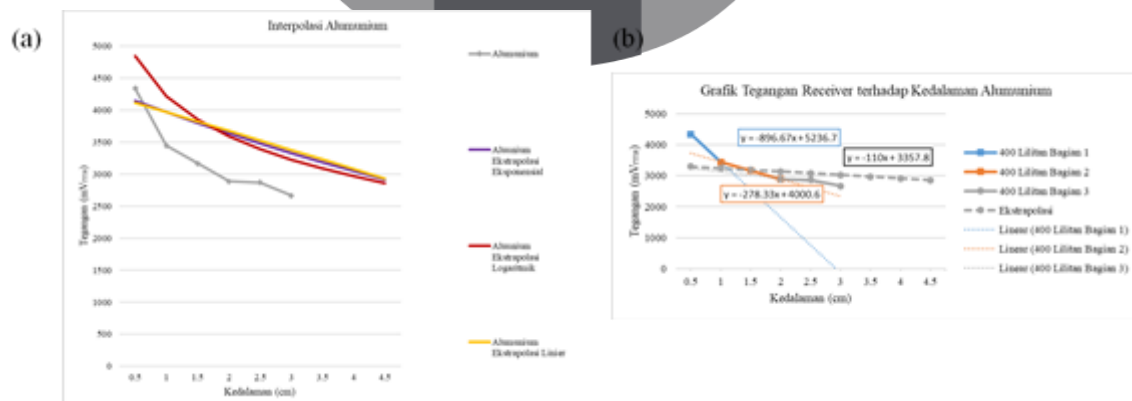 (a)
Interpolasi Alumunium
5000
4500
4000
3500
3000
2500
2000
1500
1000
500
0
Tegangan (mVrms)
0.5 1 1.5 2 2.5 3 3.5 4 4.5
Kedalaman (cm)
Alumunium
Alumunium
Ekstrapolasi
Eksponensial
Alumunium
Ekstrapolasi
Logaritmik
Alumunium
Ekstrapolasi Linier
(b)
Grafik Tegangan Receiver terhadap Kedalaman Alumunium
5000
4000
3000
2000
1000
0
y = -896.67x + 5236.7
y = -110x + 3357.8
y = -278.33x + 4000.6
0.5 1 1.5 2 2.5 3 3.5 4 4.5
Kedalaman (cm)
400 Lilitan Bagian 1
400 Lilitan Bagian 2
400 Lilitan Bagian 3
Ekstrapolasi
Linear (400 Lilitan Bagian 1)
Linear (400 Lilitan Bagian 2)
Linear (400 Lilitan Bagian 3)